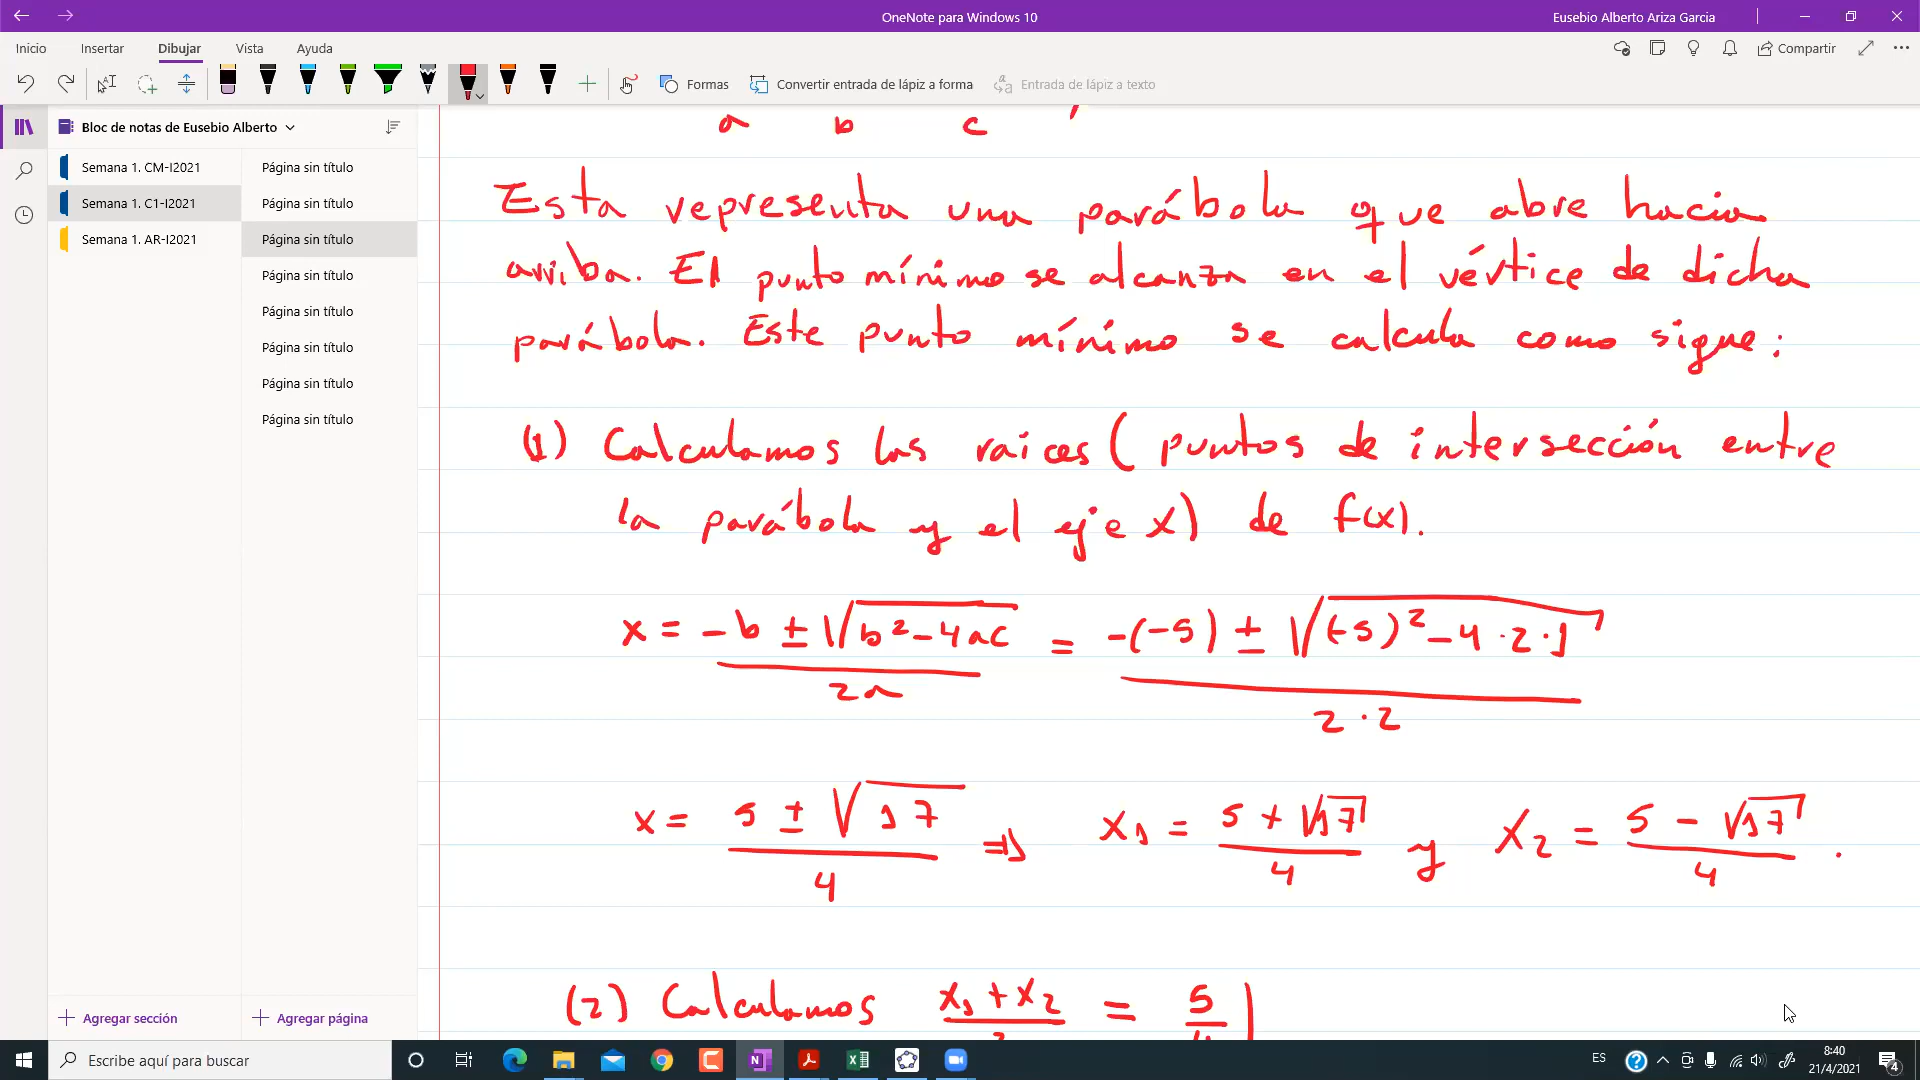 OneNote para Windows 10
Eusebio Alberto Ariza Garcia
Inicio Insertar Dibujar Vista Ayuda
Compartir
Formas Convertir entrada de lápiz a forma Entrada de lápiz a texto
Bloc de notas de Eusebio Alberto
Semana 1. CM-I2021
Semana 1. C1-I2021
Semana 1. AR-I2021
Página sin título
Página sin título
Página sin título
Página sin título
Página sin título
Página sin título
Página sin título
Página sin título
Agregar sección
Agregar página
a b c
Esta representa una parábola que abre hacia
arriba. El punto mínimo se alcanza en el vértice de dicha
parábola. Este punto mínimo se calcula como sigue:
(1) Calculamos las raices (puntos de intersección entre
la parábola y el eje x) de f(x).
x = (-b ± √(b² - 4ac)) / 2a = (-(-5) ± √((-5)² - 4 · 2 · 1)) / (2 · 2)
x = (5 ± √17) / 4 ⇒ x₁ = (5 + √17) / 4 y x₂ = (5 - √17) / 4 .
(2) Calculamos (x₁ + x₂) / 2 = 5/4
Escribe aquí para buscar
ES
8:40
21/4/2021
4